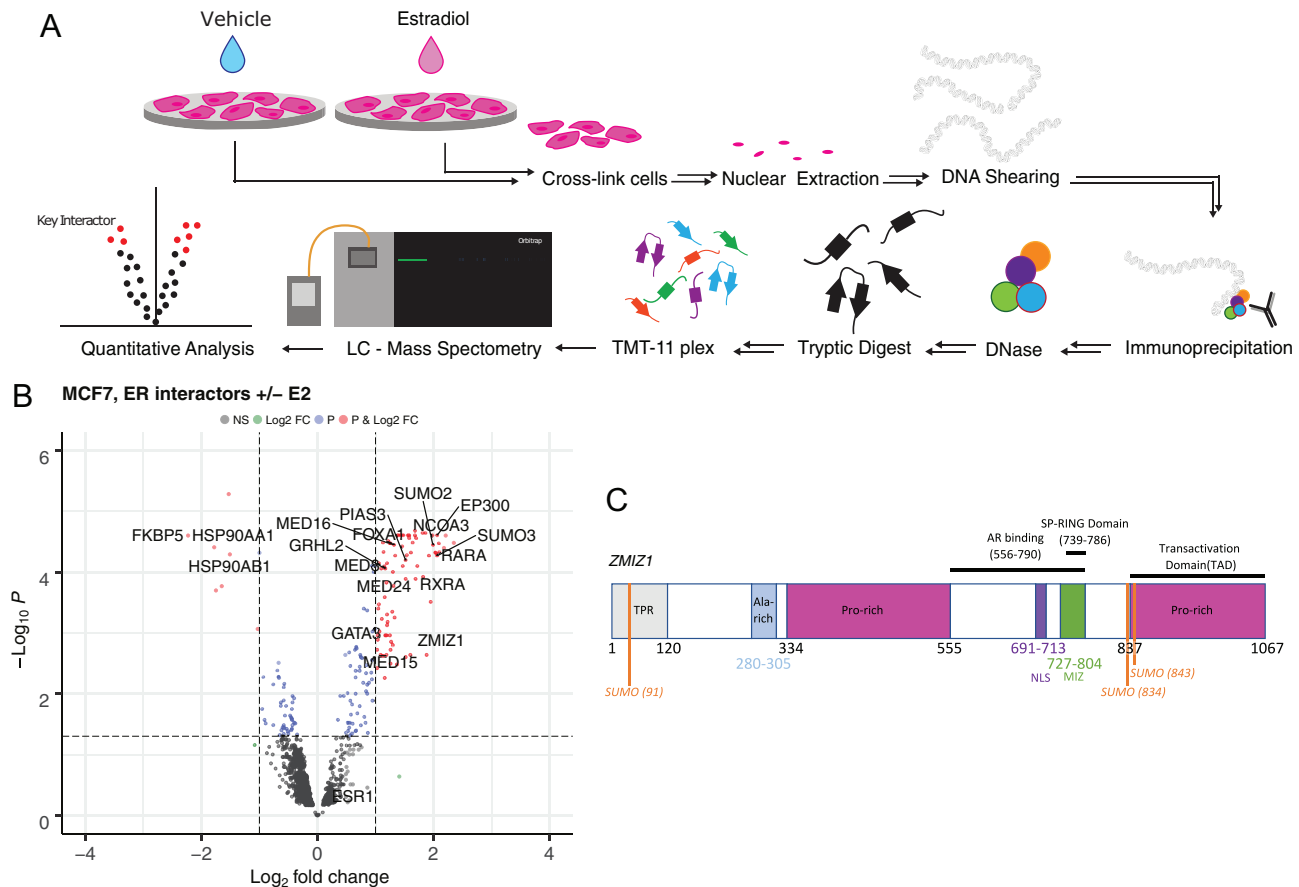 A
Vehicle
Estradiol
Cross-link cells
Nuclear Extraction
DNA Shearing
Key Interactor
Orbitrap
Quantitative Analysis
LC - Mass Spectometry
TMT-11 plex
Tryptic Digest
DNase
Immunoprecipitation
B
MCF7, ER interactors +/− E2
NS Log2 FC P P & Log2 FC
−Log10 P
6
4
2
0
SUMO2
EP300
PIAS3
MED16
FOXA1
NCOA3
SUMO3
FKBP5
HSP90AA1
GRHL2
RARA
HSP90AB1
MED8
MED24
RXRA
GATA3
ZMIZ1
MED15
ESR1
−4 −2 0 2 4
Log2 fold change
C
SP-RING Domain
(739-786)
AR binding
(556-790)
Transactivation
Domain(TAD)
ZMIZ1
TPR
Ala-
rich
Pro-rich
Pro-rich
1 120 334 555 837 1067
280-305
691-713
NLS
727-804
MIZ
SUMO (843)
SUMO (91)
SUMO (834)